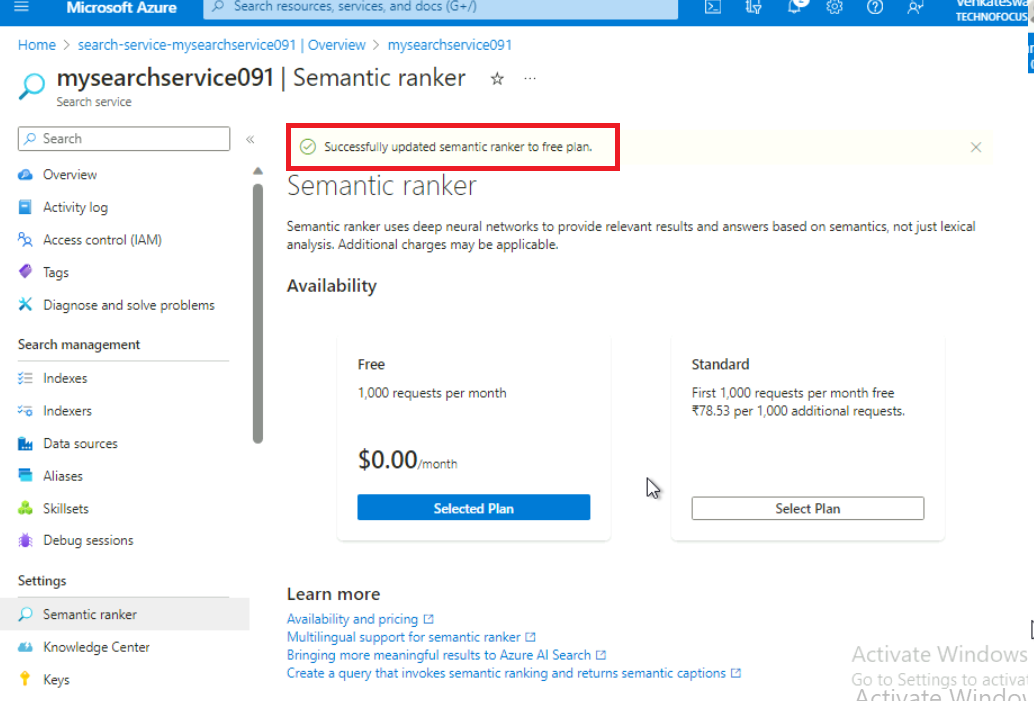 Microsoft Azure
Search resources, services, and docs (G+/)
TECHNOFOCUS
Home > search-service-mysearchservice091 | Overview > mysearchservice091
mysearchservice091 | Semantic ranker
Search service
Search
Overview
Activity log
Access control (IAM)
Tags
Diagnose and solve problems
Search management
Indexes
Indexers
Data sources
Aliases
Skillsets
Debug sessions
Settings
Semantic ranker
Knowledge Center
Keys
Successfully updated semantic ranker to free plan.
Semantic ranker
Semantic ranker uses deep neural networks to provide relevant results and answers based on semantics, not just lexical
analysis. Additional charges may be applicable.
Availability
Free
1,000 requests per month
$0.00/month
Selected Plan
Standard
First 1,000 requests per month free
₹78.53 per 1,000 additional requests.
Select Plan
Learn more
Availability and pricing
Multilingual support for semantic ranker
Bringing more meaningful results to Azure AI Search
Create a query that invokes semantic ranking and returns semantic captions
Activate Windows
Go to Settings to activa
Activate Window